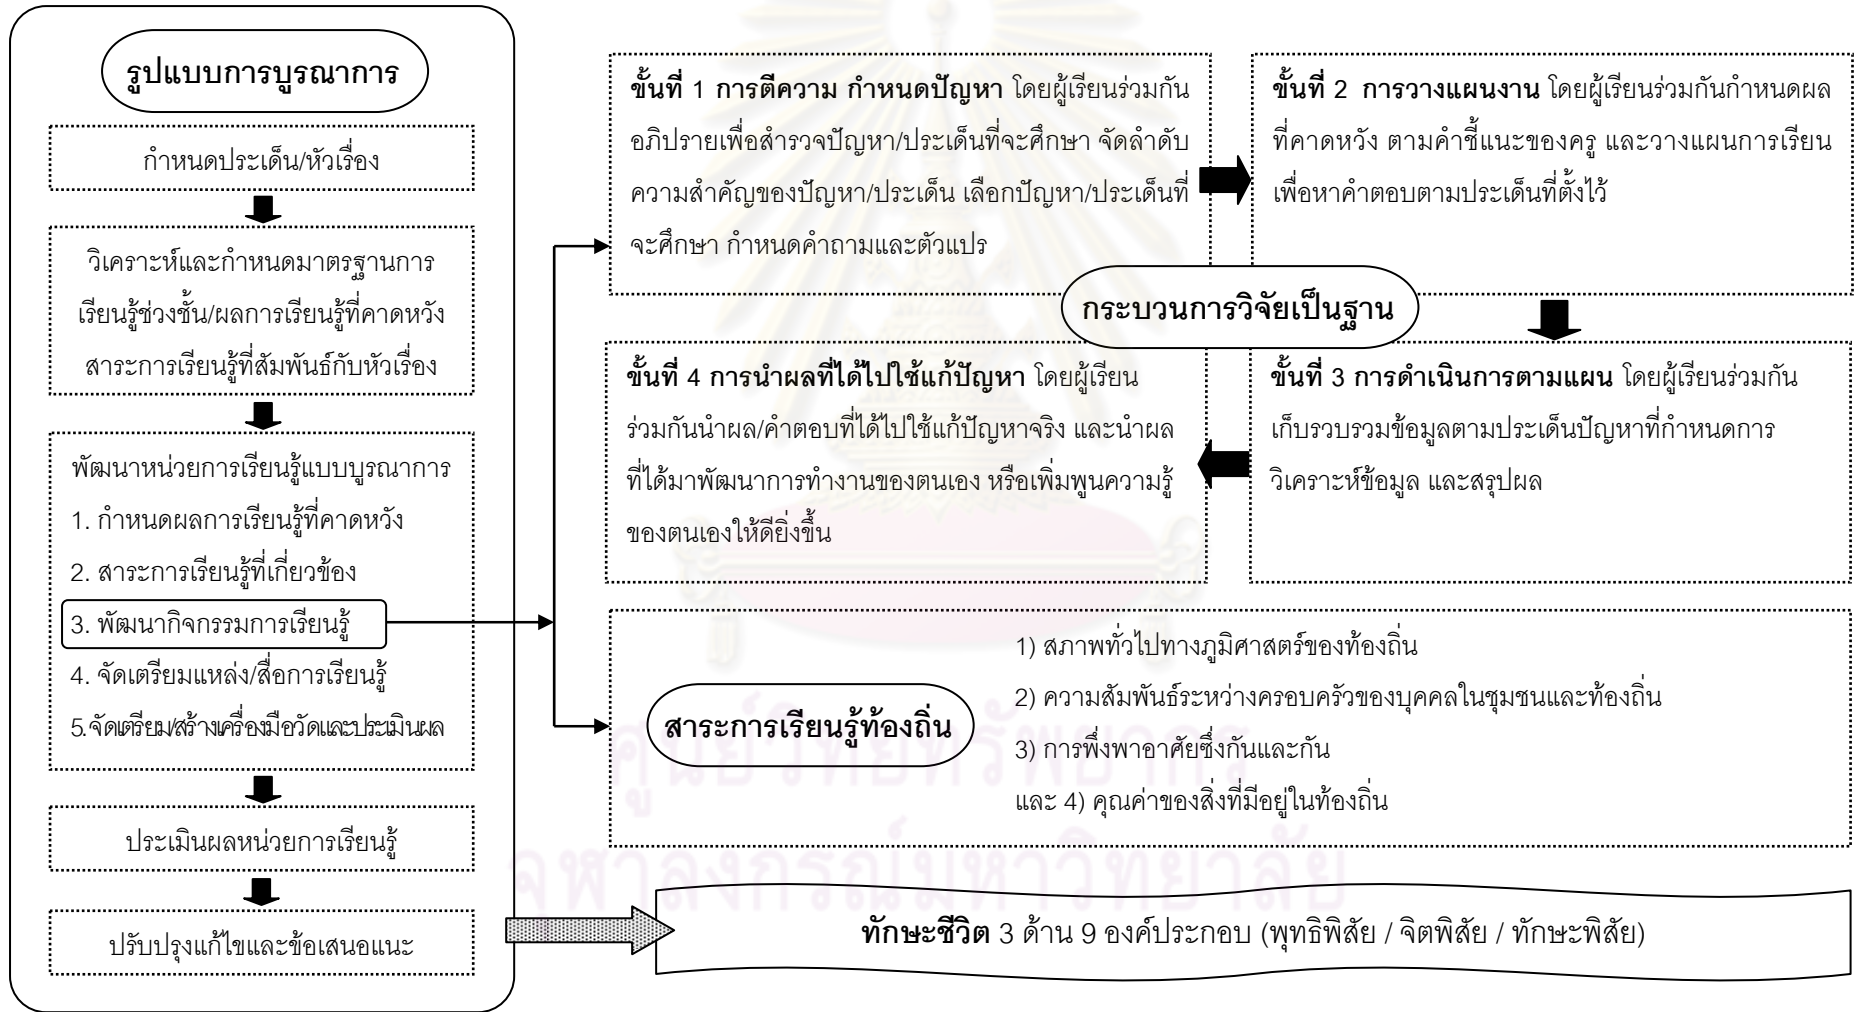 รูปแบบการบูรณาการ
กำหนดประเด็น/หัวเรื่อง
วิเคราะห์และกำหนดมาตรฐานการ
เรียนรู้ช่วงชั้น/ผลการเรียนรู้ที่คาดหวัง
สาระการเรียนรู้ที่สัมพันธ์กับหัวเรื่อง
พัฒนาหน่วยการเรียนรู้แบบบูรณาการ
1. กำหนดผลการเรียนรู้ที่คาดหวัง
2. สาระการเรียนรู้ที่เกี่ยวข้อง
3. พัฒนากิจกรรมการเรียนรู้
4. จัดเตรียมแหล่ง/สื่อการเรียนรู้
5.จัดเตรียม/สร้างเครื่องมือวัดและประเมินผล
ประเมินผลหน่วยการเรียนรู้
ปรับปรุงแก้ไขและข้อเสนอแนะ
ขั้นที่ 1 การตีความ กำหนดปัญหา โดยผู้เรียนร่วมกัน
อภิปรายเพื่อสำรวจปัญหา/ประเด็นที่จะศึกษา จัดลำดับ
ความสำคัญของปัญหา/ประเด็น เลือกปัญหา/ประเด็นที่
จะศึกษา กำหนดคำถามและตัวแปร
ขั้นที่ 2 การวางแผนงาน โดยผู้เรียนร่วมกันกำหนดผล
ที่คาดหวัง ตามคำชี้แนะของครู และวางแผนการเรียน
เพื่อหาคำตอบตามประเด็นที่ตั้งไว้
กระบวนการวิจัยเป็นฐาน
ขั้นที่ 4 การนำผลที่ได้ไปใช้แก้ปัญหา โดยผู้เรียน
ร่วมกันนำผล/คำตอบที่ได้ไปใช้แก้ปัญหาจริง และนำผล
ที่ได้มาพัฒนาการทำงานของตนเอง หรือเพิ่มพูนความรู้
ของตนเองให้ดียิ่งขึ้น
ขั้นที่ 3 การดำเนินการตามแผน โดยผู้เรียนร่วมกัน
เก็บรวบรวมข้อมูลตามประเด็นปัญหาที่กำหนดการ
วิเคราะห์ข้อมูล และสรุปผล
สาระการเรียนรู้ท้องถิ่น
1) สภาพทั่วไปทางภูมิศาสตร์ของท้องถิ่น
2) ความสัมพันธ์ระหว่างครอบครัวของบุคคลในชุมชนและท้องถิ่น
3) การพึ่งพาอาศัยซึ่งกันและกัน
และ 4) คุณค่าของสิ่งที่มีอยู่ในท้องถิ่น
ศูนย์วิทยทรัพยากร
จุฬาลงกรณ์มหาวิทยาลัย
ทักษะชีวิต 3 ด้าน 9 องค์ประกอบ (พุทธิพิสัย / จิตพิสัย / ทักษะพิสัย)